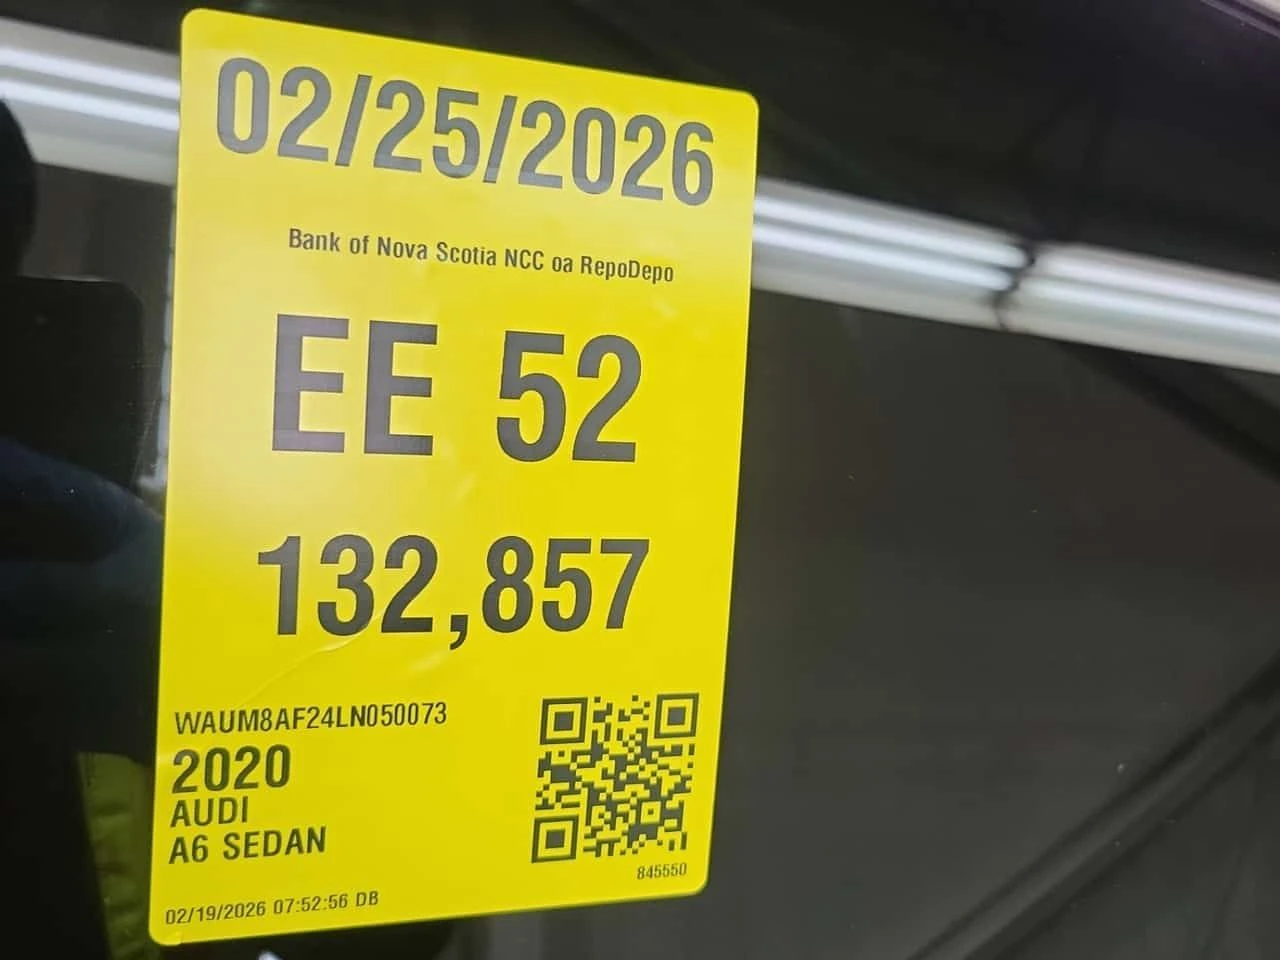 02/25/2026
Bank of Nova Scotia NCC oa RepoDepo
EE 52
132,857
WAUM8AF24LN050073
2020
AUDI
A6 SEDAN
845550
02/19/2026 07:52:56 DB